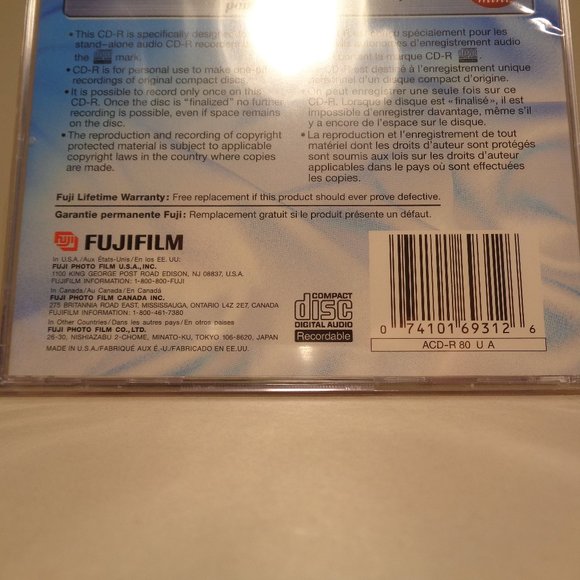 • This CD-R is specifically designed
stand-alone audio CD-R
the mark.
• CD-R is for personal use to make
recordings of original compact discs.
• It is possible to record only once on this
CD-R. Once the disc is "finalized" no further
recording is possible, even if space remains
on the disc.
• The reproduction and recording of copyright
protected material is subject to applicable
copyright laws in the country where copies
are made.
spécialement pour les
autonomes d'enregistrement audio
la marque CD-R
est destiné à l'enregistrement unique
personnel d'un disque compact d'origine.
On peut enregistrer une seule fois sur ce
CD-R. Lorsque le disque est «finalisé», il est
impossible d'enregistrer davantage, même s'il
y a encore de l'espace sur le disque.
• La reproduction et l'enregistrement de tout
matériel dont les droits d'auteur sont protégés
sont soumis aux lois sur les droits d'auteur
applicables dans le pays où sont effectuées
les copies.
Fuji Lifetime Warranty: Free replacement if this product should ever prove defective.
Garantie permanente Fuji: Remplacement gratuit si le produit présente un défaut.
FUJI FUJIFILM
In U.S.A./Aux États-Unis/En los EE. UU:
FUJI PHOTO FILM U.S.A., INC.
1100 KING GEORGE POST ROAD EDISON, NJ 08837, U.S.A.
FUJIFILM INFORMATION: 1-800-800-FUJI
In Canada/Au Canada/En Canadá
FUJI PHOTO FILM CANADA INC.
275 BRITANNIA ROAD EAST, MISSISSAUGA, ONTARIO L4Z 2E7, CANADA
FUJIFILM INFORMATION: 1-800-461-7380
In Other Countries/Dans les autres pays/En otros paises
FUJI PHOTO FILM CO., LTD.
26-30, NISHIAZABU 2-CHOME, MINATO-KU, TOKYO 106-8620, JAPAN
MADE IN U.S.A./FABRIQUÉ AUX É.-U./FABRICADO EN EE.UU.
COMPACT
disc
DIGITAL AUDIO
Recordable
0 74101 69312 6
ACD-R 80 U A